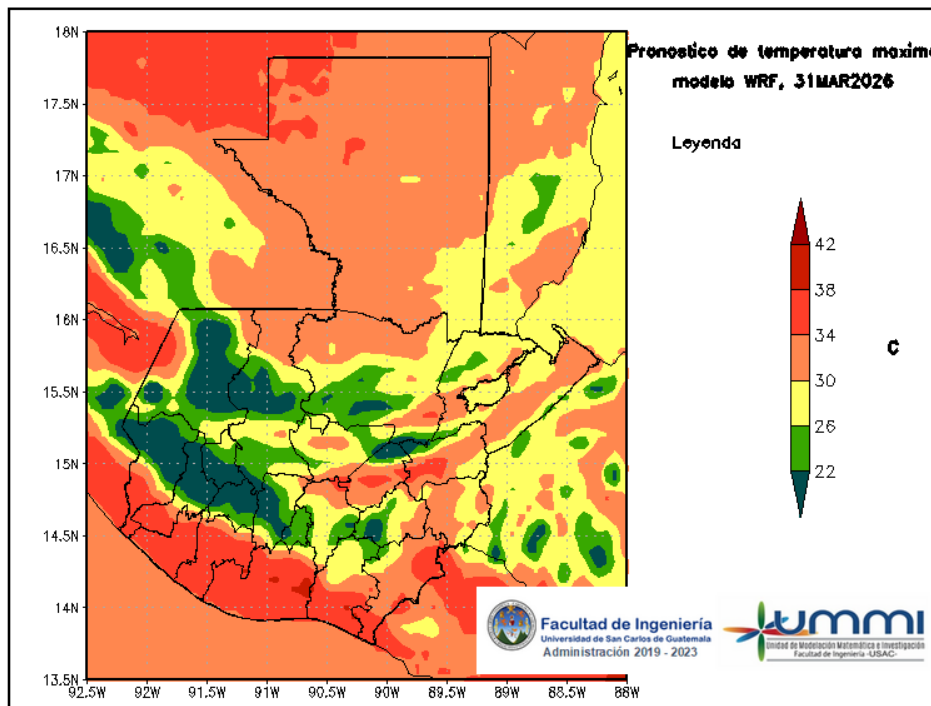 Pronostico de temperatura maxim
modelo WRF, 31MAR2026
Leyenda
42
38
34
30
26
22
C
18N
17.5N
17N
16.5N
16N
15.5N
15N
14.5N
14N
13.5N
92.5W 92W 91.5W 91W 90.5W 90W 89.5W 89W 88.5W 88W
Facultad de Ingeniería
Universidad de San Carlos de Guatemala
Administración 2019 - 2023
ummi
Unidad de Modelación Matemática e Investigación
Facultad de Ingeniería -USAC-